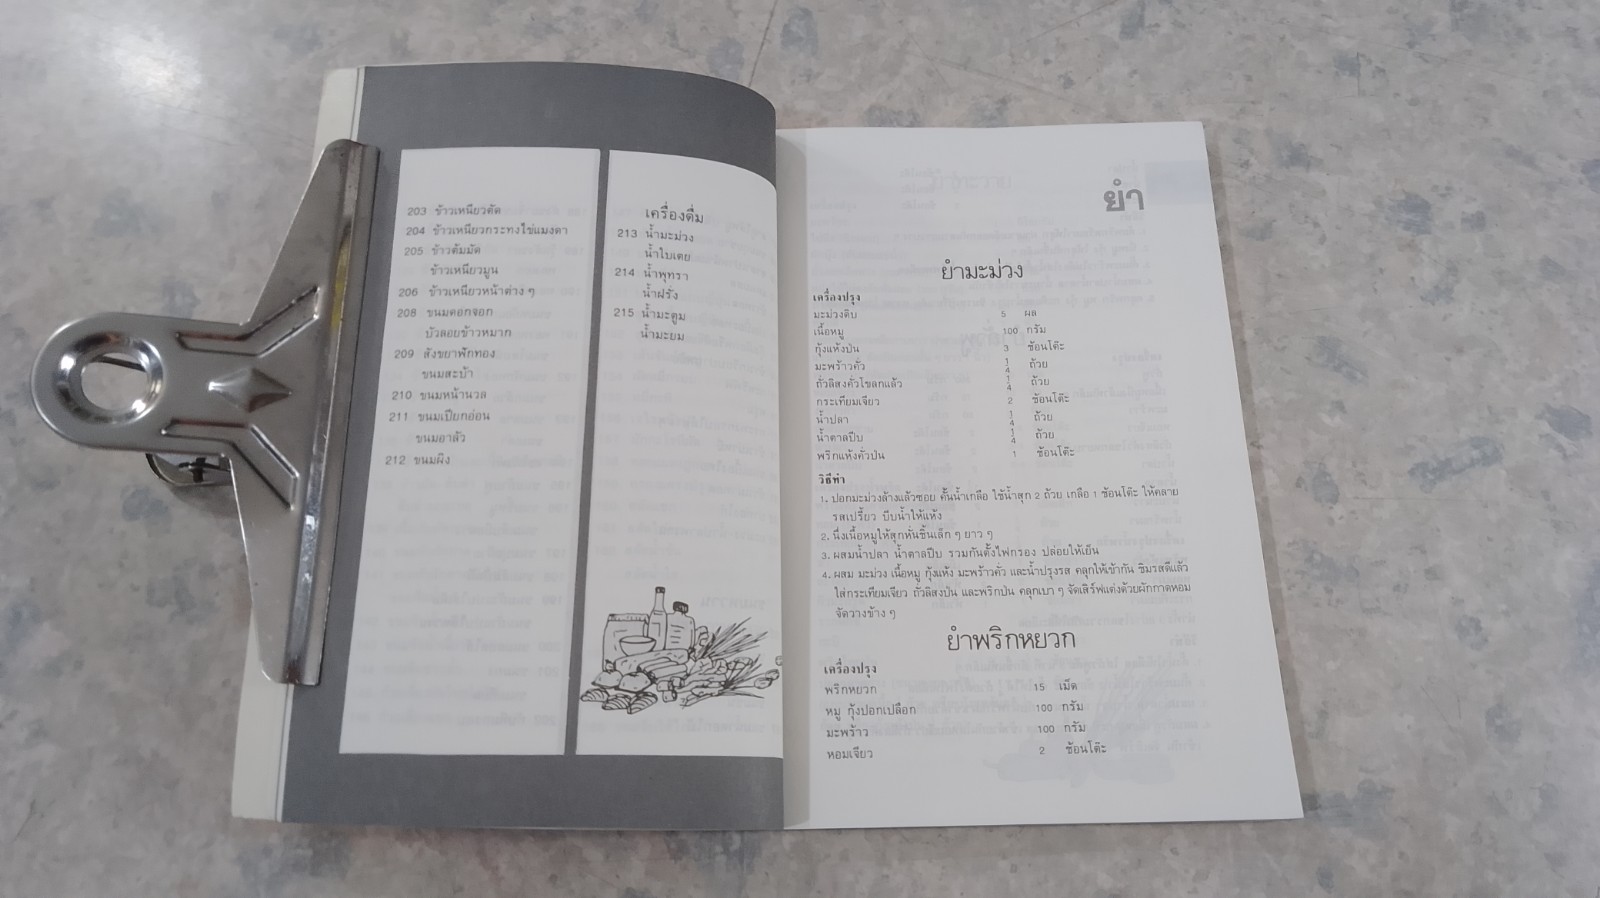 203 ข้าวเหนียวตัด
204 ข้าวเหนียวกระทงไข่แมงดา
205 ข้าวต้มมัด
ข้าวเหนียวมูน
206 ข้าวเหนียวหน้าต่าง ๆ
208 ขนมดอกจอก
บัวลอยข้าวหมาก
209 สังขยาฟักทอง
ขนมสะบ้า
210 ขนมหน้านวล
211 ขนมเปียกอ่อน
ขนมอาลัว
212 ขนมผิง
เครื่องดื่ม
213 น้ำมะม่วง
น้ำใบเตย
214 น้ำพุทรา
น้ำฝรั่ง
215 น้ำมะตูม
น้ำมะยม
ยำ
ยำมะม่วง
เครื่องปรุง
มะม่วงดิบ 5 ผล
เนื้อหมู 100 กรัม
กุ้งแห้งป่น 3 ช้อนโต๊ะ
มะพร้าวคั่ว 1/4 ถ้วย
ถั่วลิสงคั่วโขลกแล้ว 1/4 ถ้วย
กระเทียมเจียว 2 ช้อนโต๊ะ
น้ำปลา 1/4 ถ้วย
น้ำตาลปีบ 1/4 ถ้วย
พริกแห้งคั่วป่น 1 ช้อนโต๊ะ
วิธีทำ
1. ปอกมะม่วงล้างแล้วซอย คั้นน้ำเกลือ ใช้น้ำสุก 2 ถ้วย เกลือ 1 ช้อนโต๊ะ ให้คลาย
รสเปรี้ยว บีบน้ำให้แห้ง
2. นึ่งเนื้อหมูให้สุกหั่นชิ้นเล็ก ๆ ยาว ๆ
3. ผสมน้ำปลา น้ำตาลปีบ รวมกันตั้งไฟกรอง ปล่อยให้เย็น
4. ผสม มะม่วง เนื้อหมู กุ้งแห้ง มะพร้าวคั่ว และน้ำปรุงรส คลุกให้เข้ากัน ชิมรสดีแล้ว
ใส่กระเทียมเจียว ถั่วลิสงป่น และพริกป่น คลุกเบา ๆ จัดเสิร์ฟแต่งด้วยผักกาดหอม
จัดวางข้าง ๆ
ยำพริกหยวก
เครื่องปรุง
พริกหยวก 15 เม็ด
หมู กุ้งปอกเปลือก 100 กรัม
มะพร้าว 100 กรัม
หอมเจียว 2 ช้อนโต๊ะ